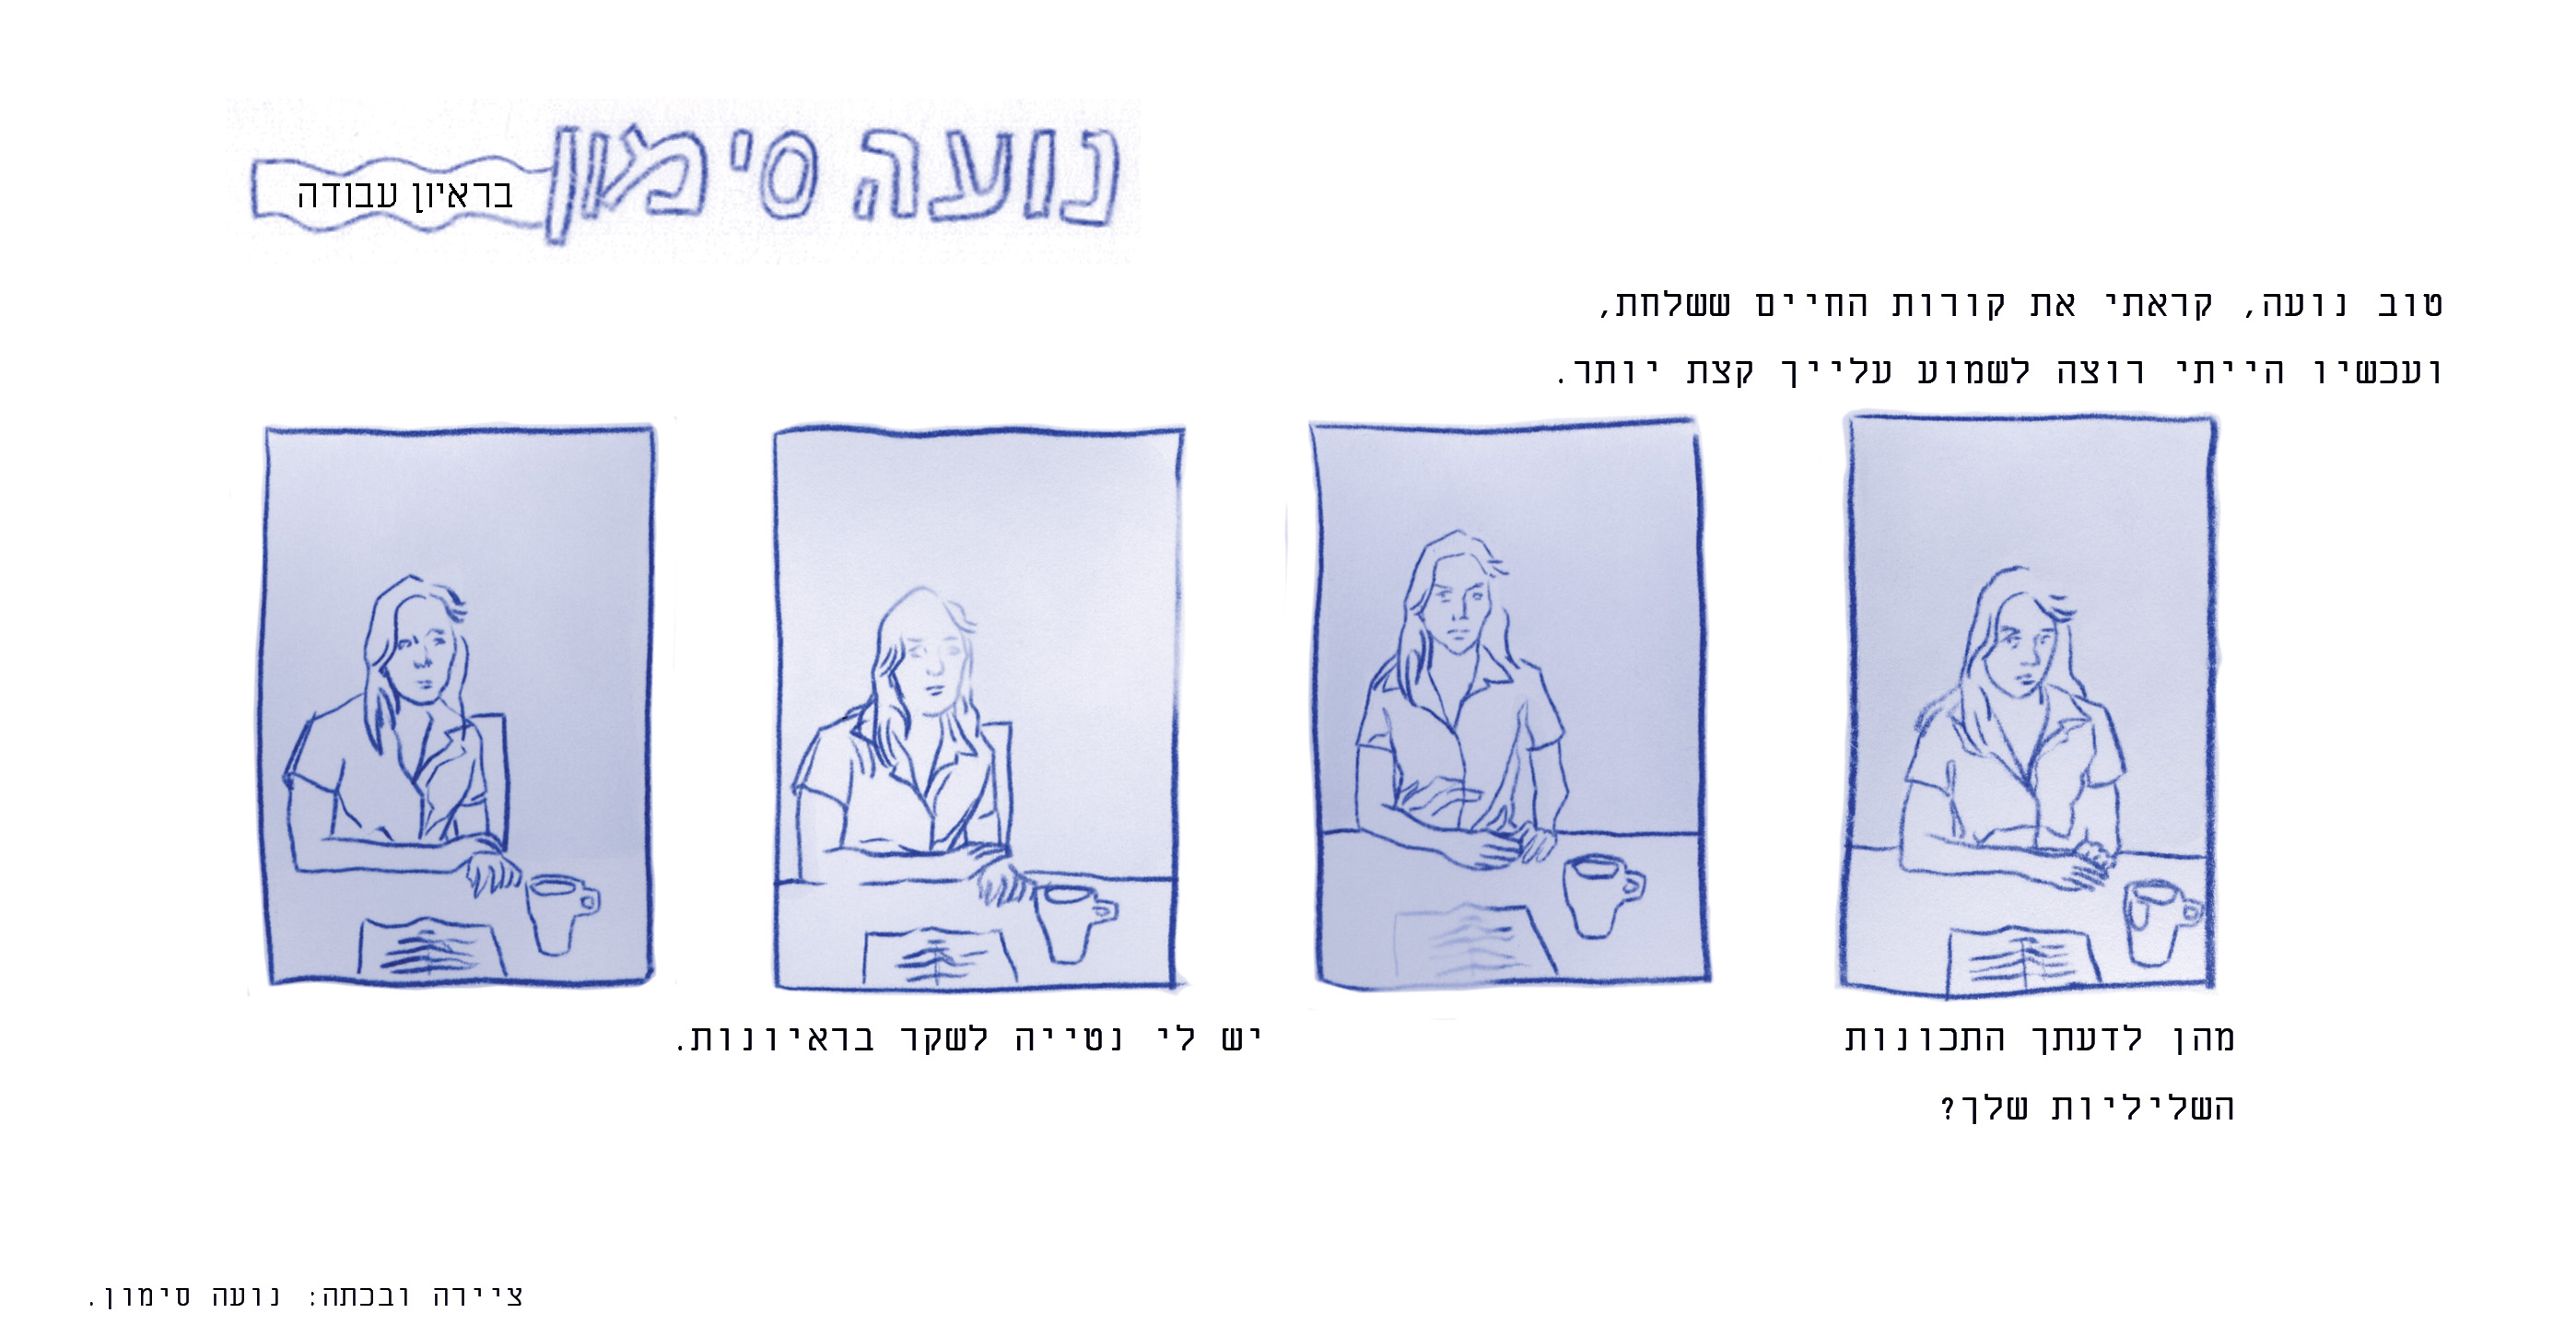 נועה סימון
בראיון עבודה
טוב נועה, קראתי את קורות החיים ששלחת,
ועכשיו הייתי רוצה לשמוע עלייך קצת יותר.
מהן לדעתך התכונות
השליליות שלך?
יש לי נטייה לשקר בראיונות.
ציירה ובכתה: נועה סימון.